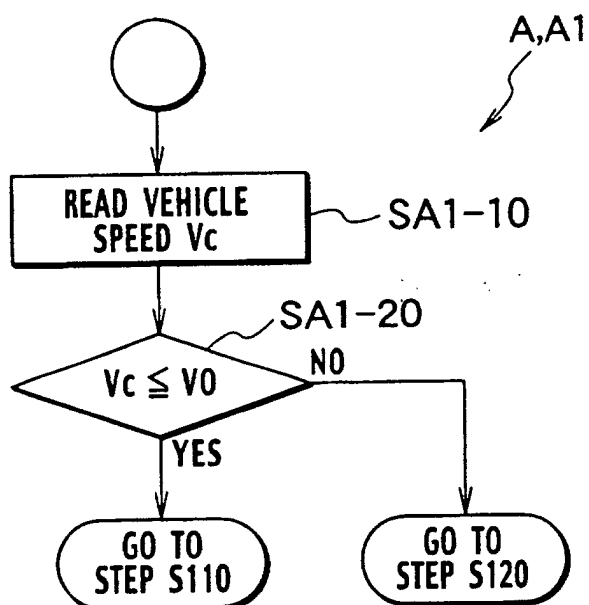 A,A1
READ VEHICLE
SPEED Vc
SA1-10
SA1-20
Vc ≦ V0
NO
YES
GO TO
STEP S110
GO TO
STEP S120